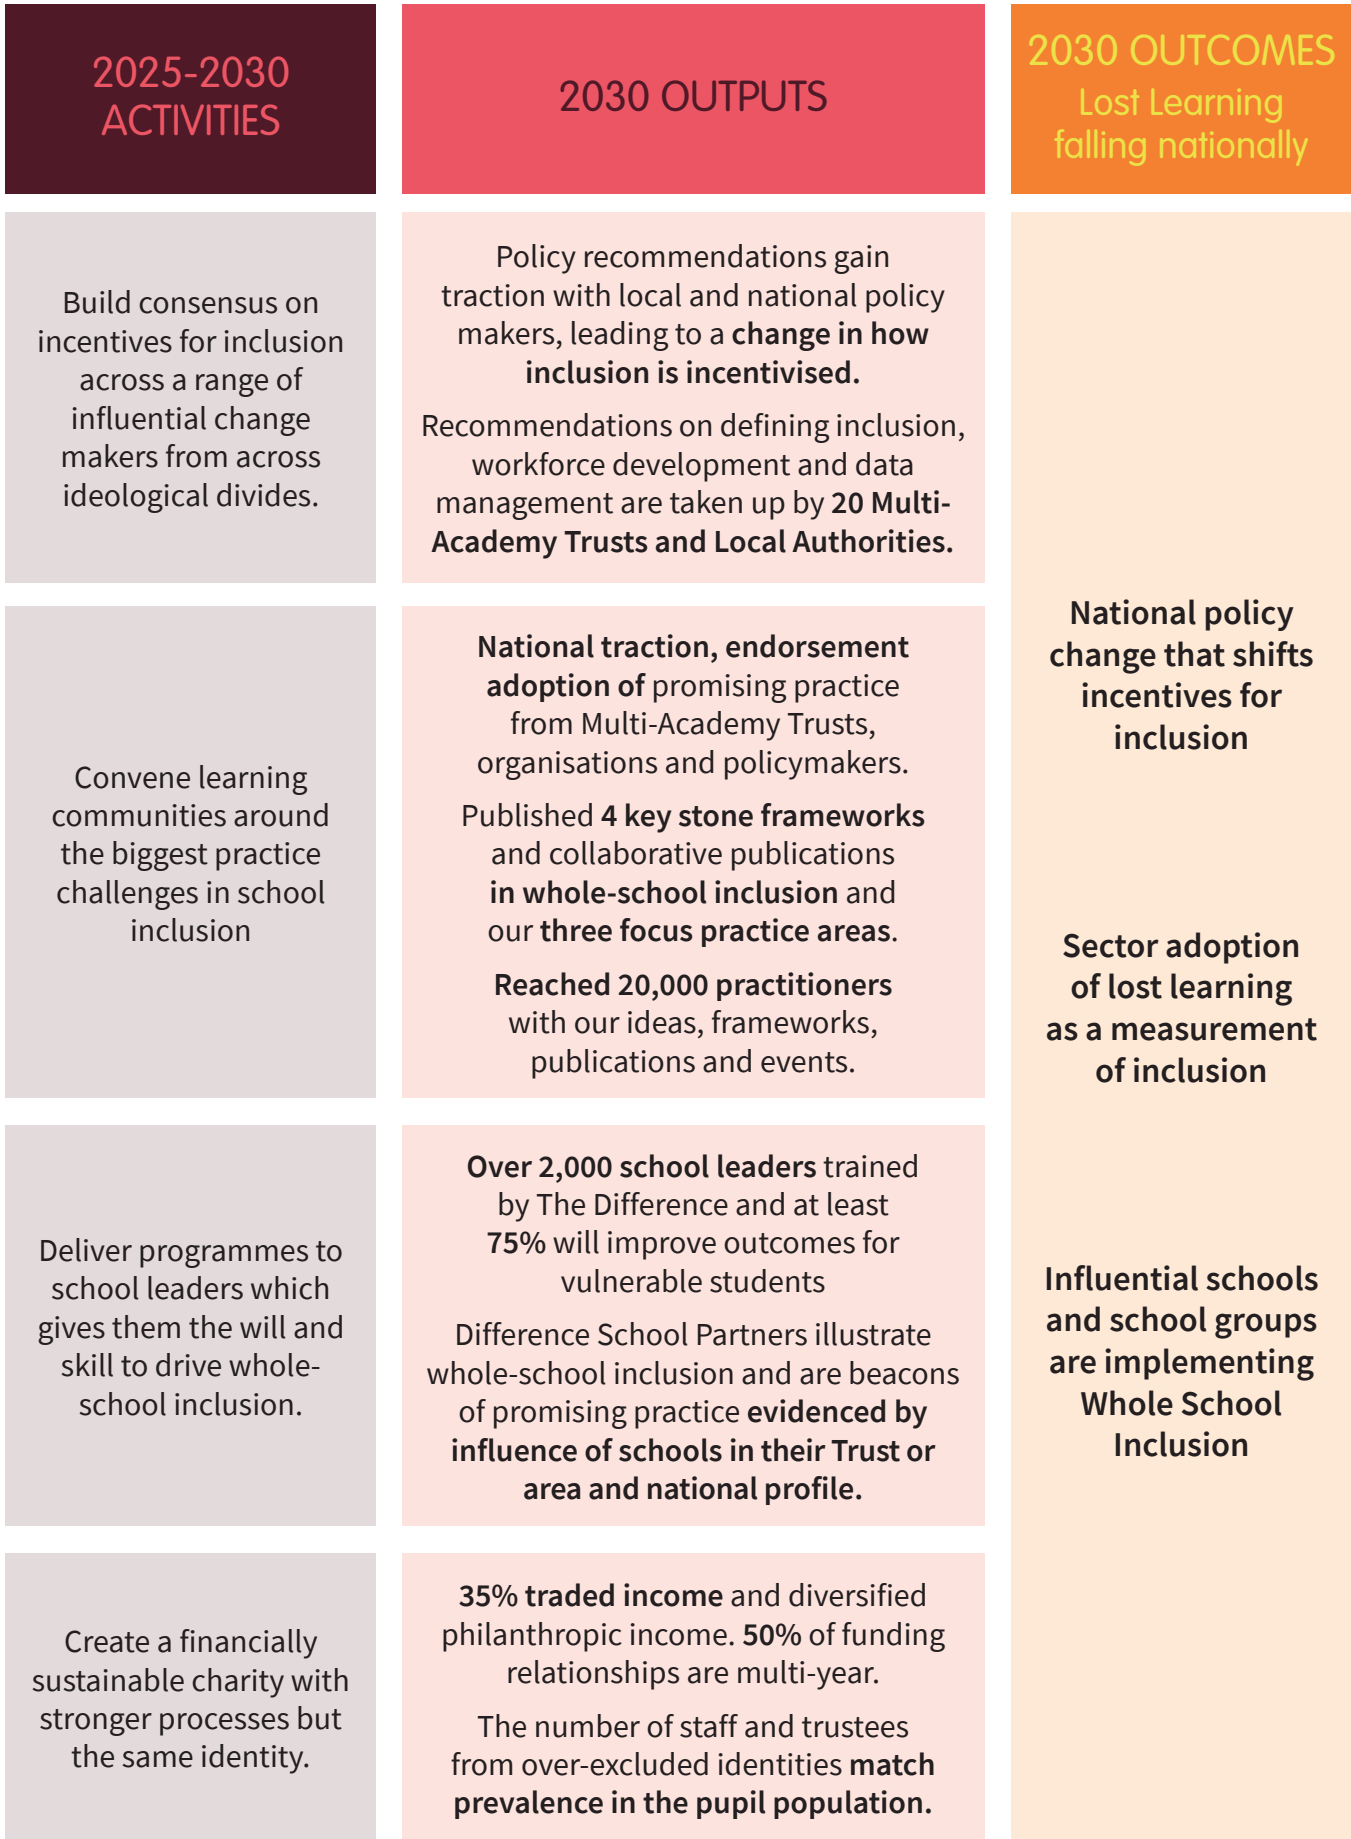 2025-2030
ACTIVITIES
2030 OUTPUTS
2030 OUTCOMES
Lost Learning
falling nationally
Build consensus on
incentives for inclusion
across a range of
influential change
makers from across
ideological divides.
Policy recommendations gain
traction with local and national policy
makers, leading to a change in how
inclusion is incentivised.
Recommendations on defining inclusion,
workforce development and data
management are taken up by 20 Multi-
Academy Trusts and Local Authorities.
Convene learning
communities around
the biggest practice
challenges in school
inclusion
National traction, endorsement
adoption of promising practice
from Multi-Academy Trusts,
organisations and policymakers.
Published 4 key stone frameworks
and collaborative publications
in whole-school inclusion and
our three focus practice areas.
Reached 20,000 practitioners
with our ideas, frameworks,
publications and events.
Deliver programmes to
school leaders which
gives them the will and
skill to drive whole-
school inclusion.
Over 2,000 school leaders trained
by The Difference and at least
75% will improve outcomes for
vulnerable students
Difference School Partners illustrate
whole-school inclusion and are beacons
of promising practice evidenced by
influence of schools in their Trust or
area and national profile.
Create a financially
sustainable charity with
stronger processes but
the same identity.
35% traded income and diversified
philanthropic income. 50% of funding
relationships are multi-year.
The number of staff and trustees
from over-excluded identities match
prevalence in the pupil population.
National policy
change that shifts
incentives for
inclusion
Sector adoption
of lost learning
as a measurement
of inclusion
Influential schools
and school groups
are implementing
Whole School
Inclusion